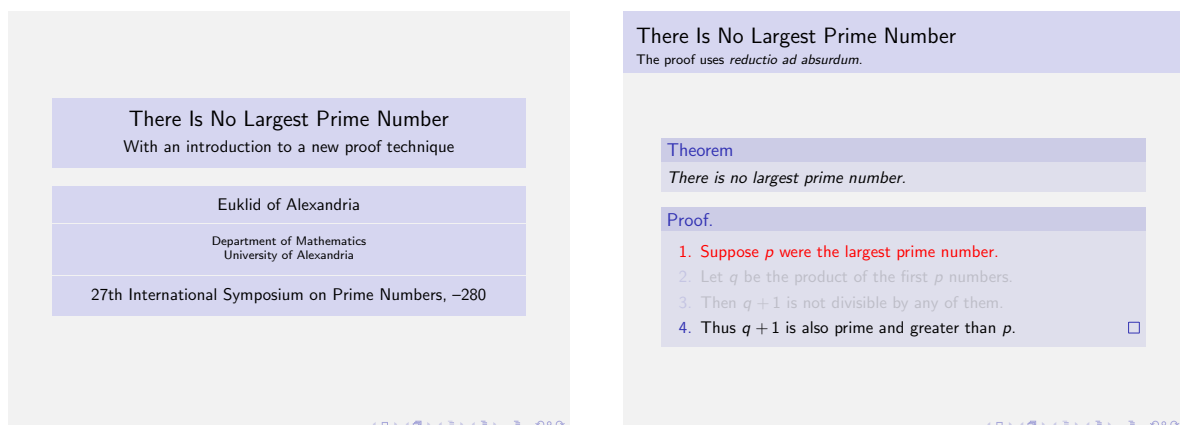 There Is No Largest Prime Number
With an introduction to a new proof technique
Euklid of Alexandria
Department of Mathematics
University of Alexandria
27th International Symposium on Prime Numbers, –280
There Is No Largest Prime Number
The proof uses reductio ad absurdum.
Theorem
There is no largest prime number.
Proof.
1. Suppose p were the largest prime number.
2. Let q be the product of the first p numbers.
3. Then q + 1 is not divisible by any of them.
4. Thus q + 1 is also prime and greater than p. □